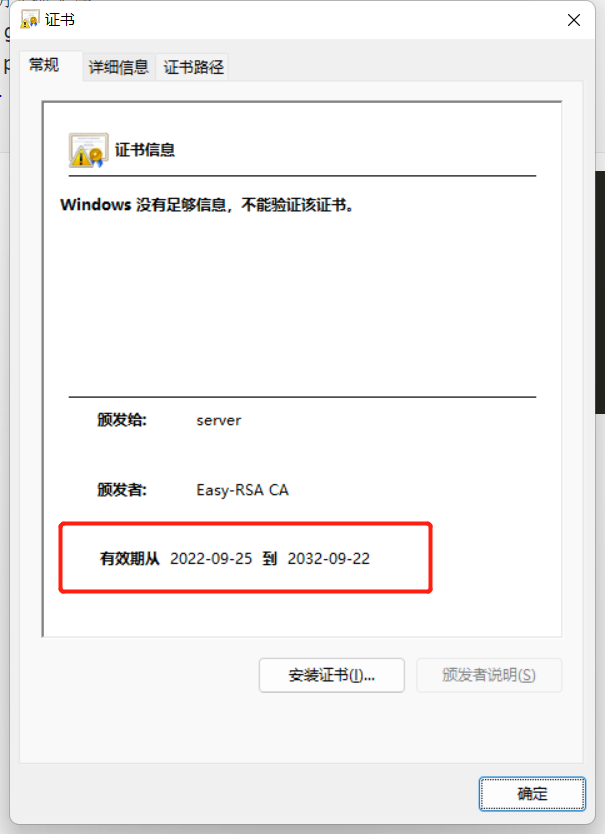 证书
常规
详细信息
证书路径
证书信息
Windows 没有足够信息，不能验证该证书。
颁发给: server
颁发者: Easy-RSA CA
有效期从 2022-09-25 到 2032-09-22
安装证书(I)...
颁发者说明(S)
确定